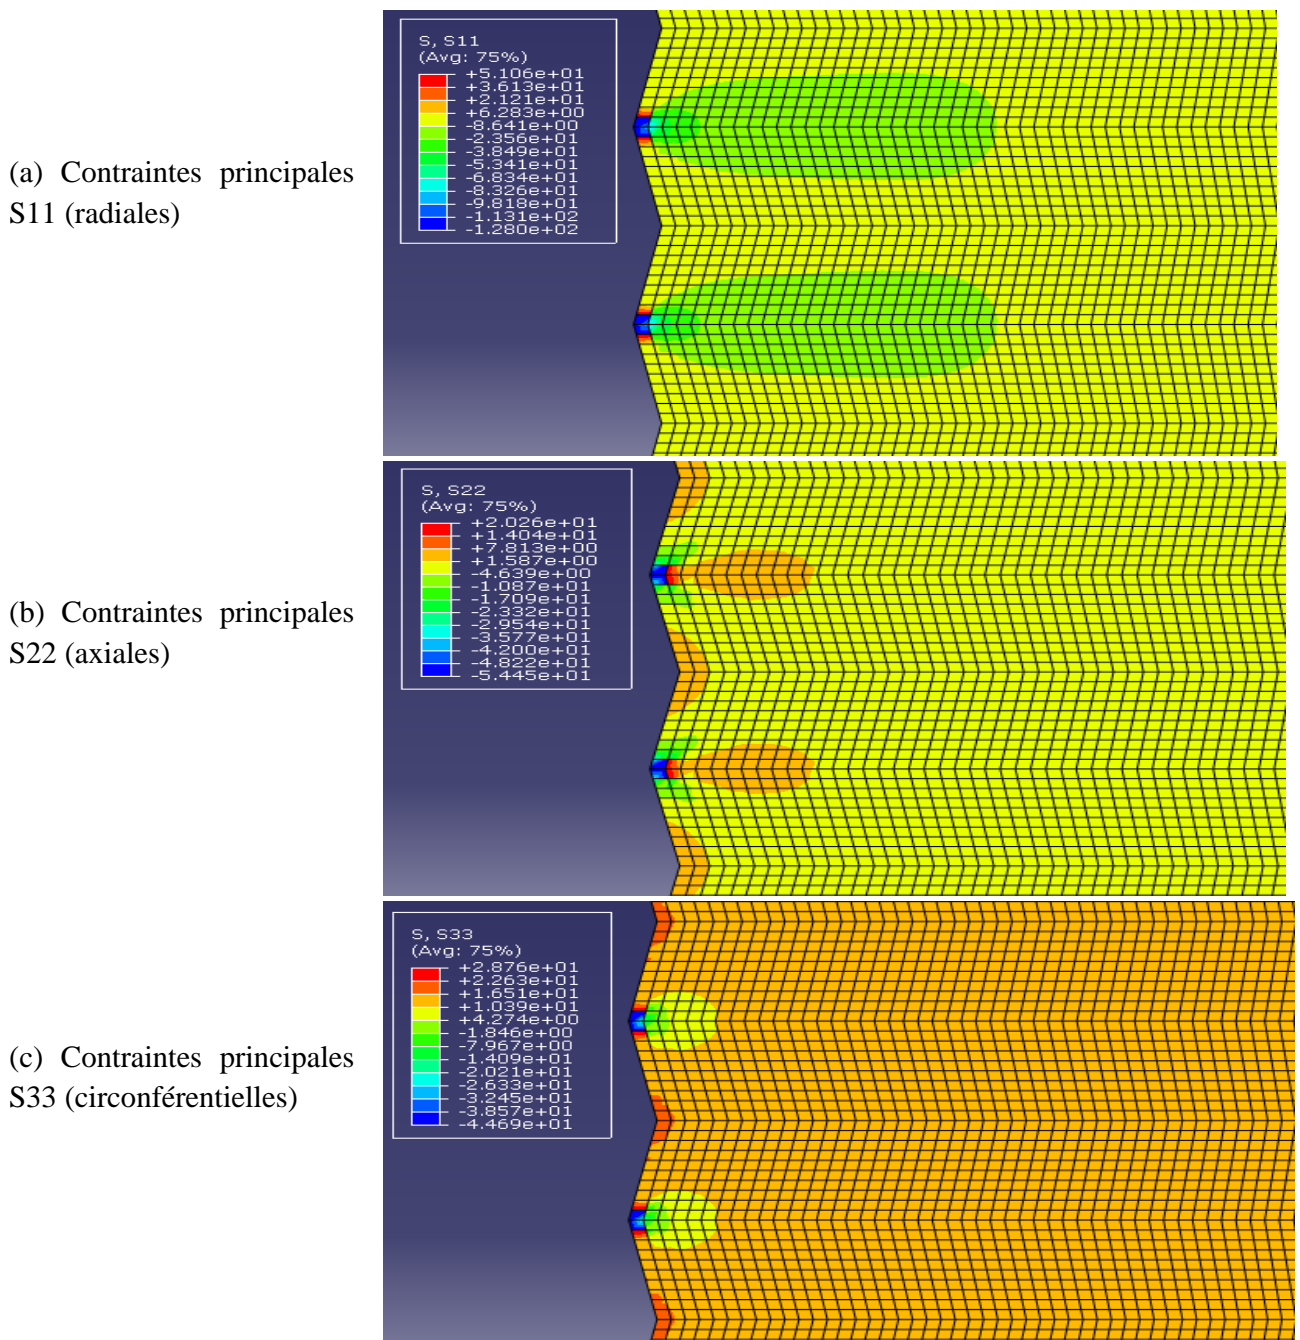 (a) Contraintes principales
S11 (radiales)
S, S11
(Avg: 75%)
+5.106e+01
+3.613e+01
+2.121e+01
+6.283e+00
-8.641e+00
-2.356e+01
-3.849e+01
-5.341e+01
-6.834e+01
-8.326e+01
-9.818e+01
-1.131e+02
-1.280e+02
(b) Contraintes principales
S22 (axiales)
S, S22
(Avg: 75%)
+2.026e+01
+1.404e+01
+7.813e+00
+1.587e+00
-4.639e+00
-1.087e+01
-1.709e+01
-2.332e+01
-2.954e+01
-3.577e+01
-4.200e+01
-4.822e+01
-5.445e+01
(c) Contraintes principales
S33 (circonférentielles)
S, S33
(Avg: 75%)
+2.876e+01
+2.263e+01
+1.651e+01
+1.039e+01
+4.274e+00
-1.846e+00
-7.967e+00
-1.409e+01
-2.021e+01
-2.633e+01
-3.245e+01
-3.857e+01
-4.469e+01